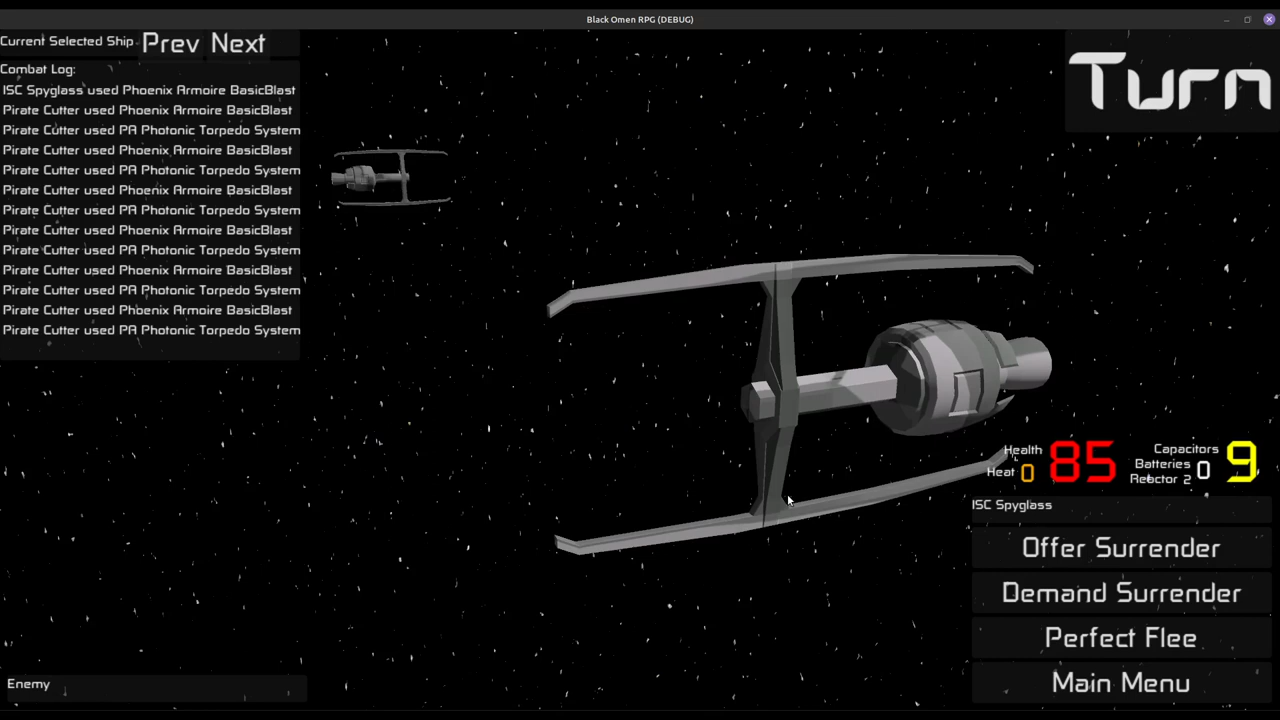 Black Omen RPG (DEBUG)
Current Selected Ship Prev Next
Turn
Combat Log:
ISC Spyglass used Phoenix Armoire BasicBlast
Pirate Cutter used Phoenix Armoire BasicBlast
Pirate Cutter used PA Photonic Torpedo System
Pirate Cutter used Phoenix Armoire BasicBlast
Pirate Cutter used PA Photonic Torpedo System
Pirate Cutter used Phoenix Armoire BasicBlast
Pirate Cutter used PA Photonic Torpedo System
Pirate Cutter used Phoenix Armoire BasicBlast
Pirate Cutter used PA Photonic Torpedo System
Pirate Cutter used Phoenix Armoire BasicBlast
Pirate Cutter used PA Photonic Torpedo System
Pirate Cutter used Phoenix Armoire BasicBlast
Pirate Cutter used PA Photonic Torpedo System
Health 85
Heat 0
Capacitors 9
Batteries 0
Reactor 2
ISC Spyglass
Offer Surrender
Demand Surrender
Perfect Flee
Main Menu
Enemy